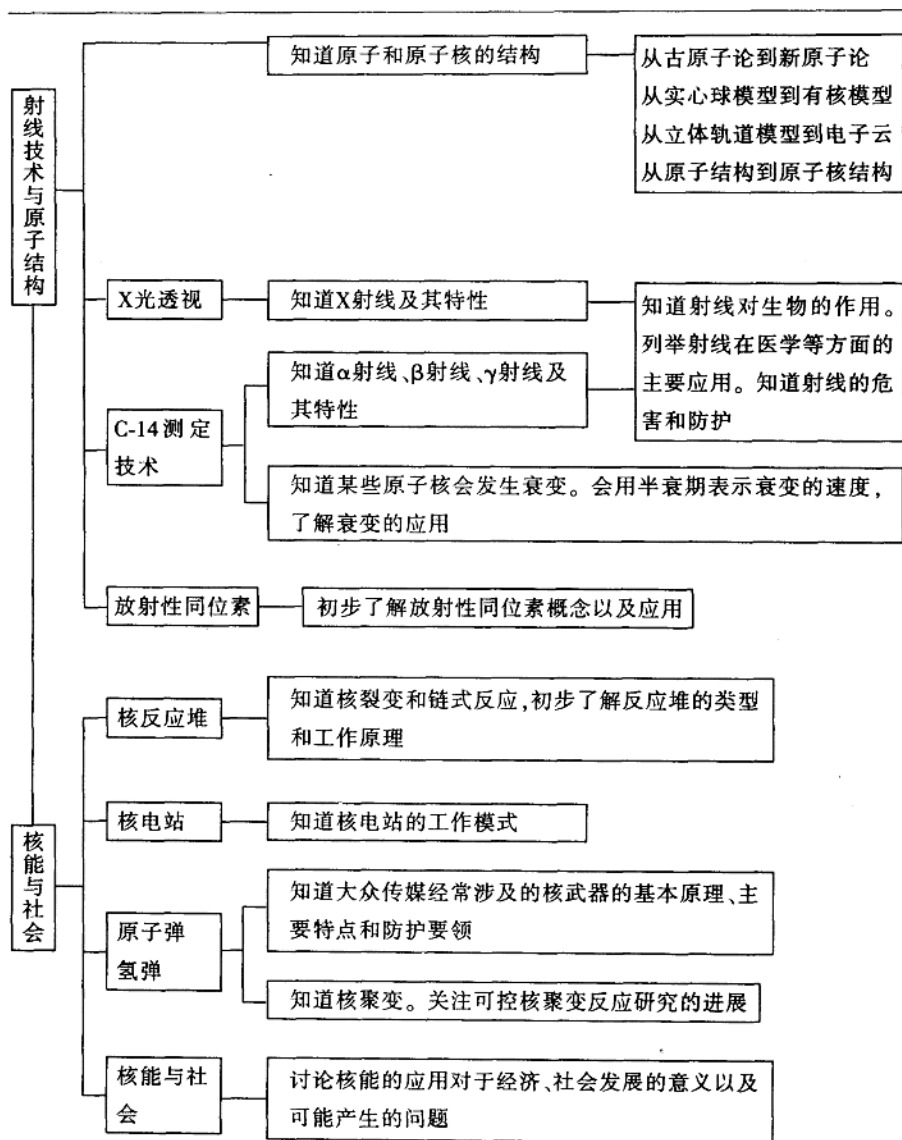 知道原子和原子核的结构
从古原子论到新原子论
从实心球模型到有核模型
从立体轨道模型到电子云
从原子结构到原子核结构
射线技术与原子结构
X光透视
知道X射线及其特性
知道射线对生物的作用。
列举射线在医学等方面的
主要应用。知道射线的危
害和防护
C-14测定
技术
知道α射线、β射线、γ射线及
其特性
知道某些原子核会发生衰变。会用半衰期表示衰变的速度，
了解衰变的应用
放射性同位素
初步了解放射性同位素概念以及应用
核能与社会
核反应堆
知道核裂变和链式反应,初步了解反应堆的类型
和工作原理
核电站
知道核电站的工作模式
原子弹
氢弹
知道大众传媒经常涉及的核武器的基本原理、主
要特点和防护要领
知道核聚变。关注可控核聚变反应研究的进展
核能与社
会
讨论核能的应用对于经济、社会发展的意义以及
可能产生的问题